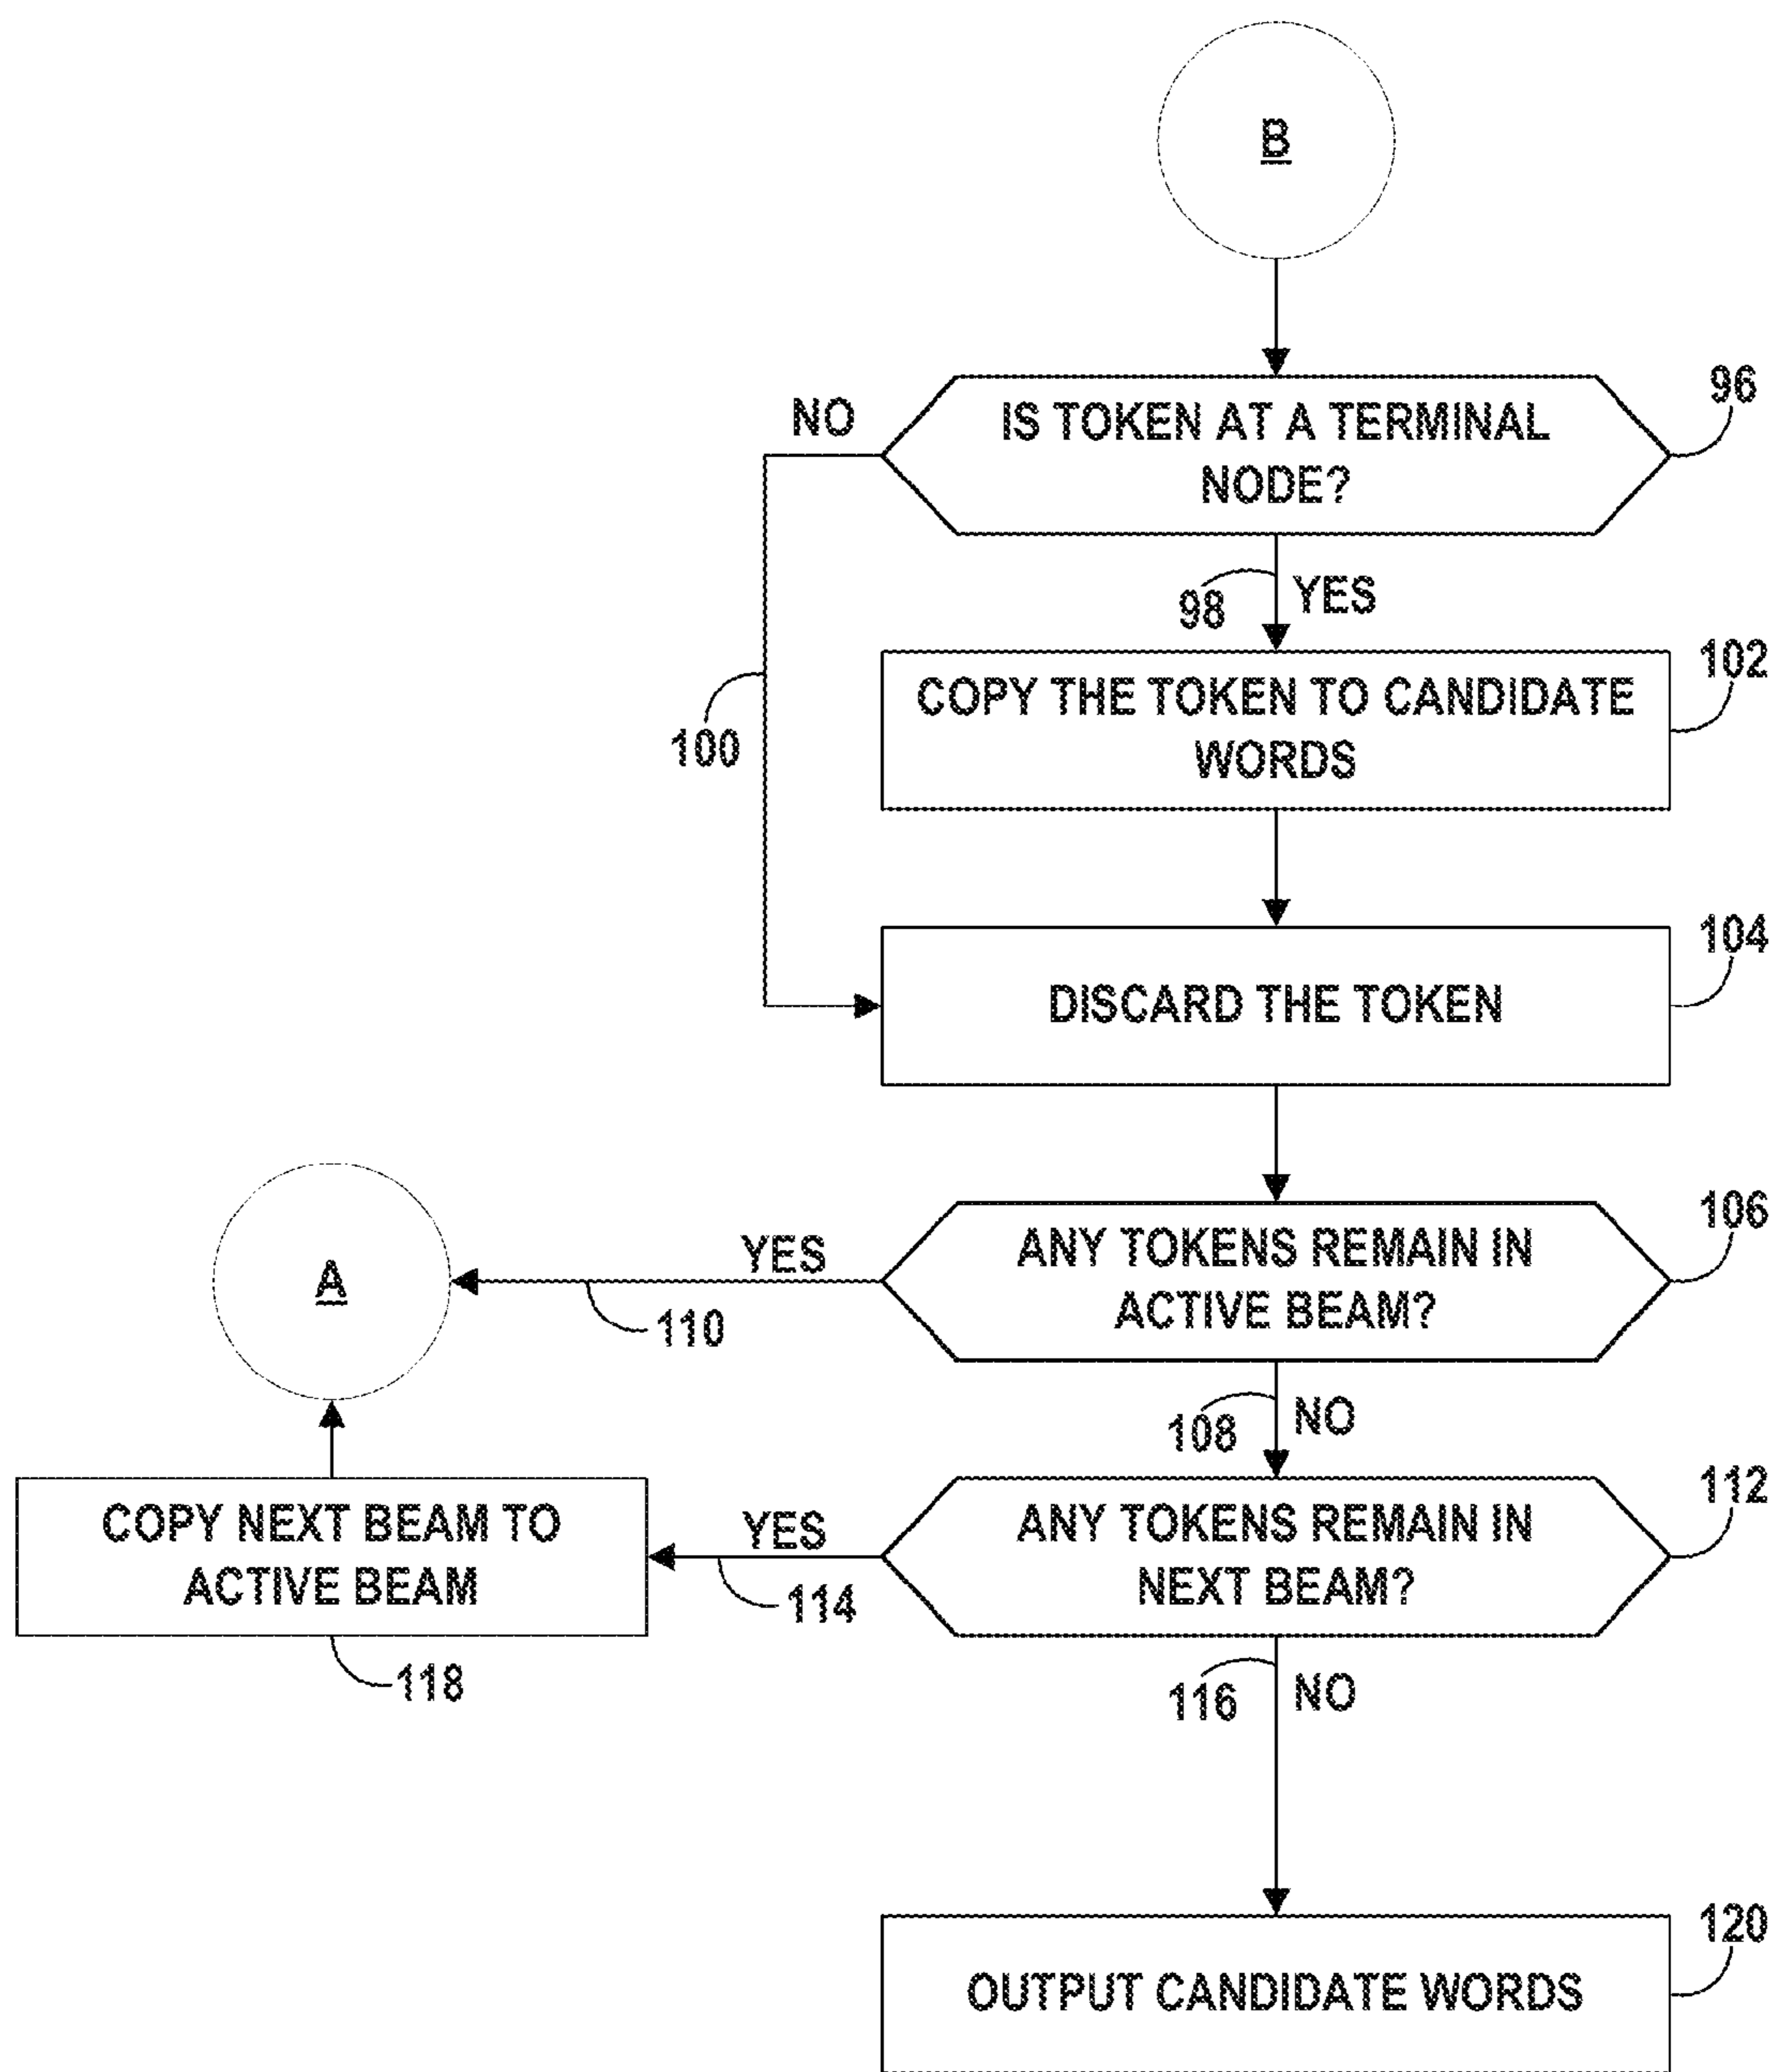 B
96
NO
IS TOKEN AT A TERMINAL
NODE?
98
YES
102
COPY THE TOKEN TO CANDIDATE
WORDS
100
104
DISCARD THE TOKEN
106
YES
ANY TOKENS REMAIN IN
ACTIVE BEAM?
A
110
108
NO
112
COPY NEXT BEAM TO
ACTIVE BEAM
YES
ANY TOKENS REMAIN IN
NEXT BEAM?
114
118
116
NO
120
OUTPUT CANDIDATE WORDS